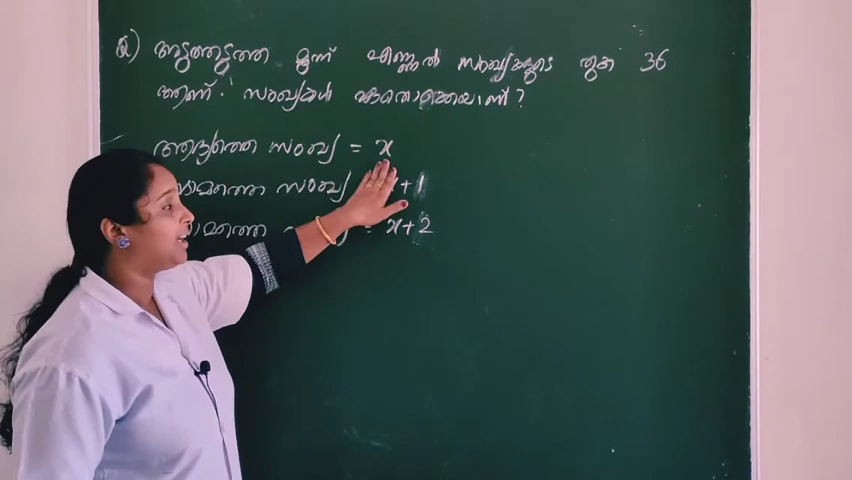 Q) അടുത്തടുത്ത മൂന്ന് എണ്ണൽ സംഖ്യകളുടെ തുക 36
ആണ്. സംഖ്യകൾ ഏതൊക്കെയാണ് ?
ആദ്യത്തെ സംഖ്യ = x
സംഖ്യ + 1
= x+2